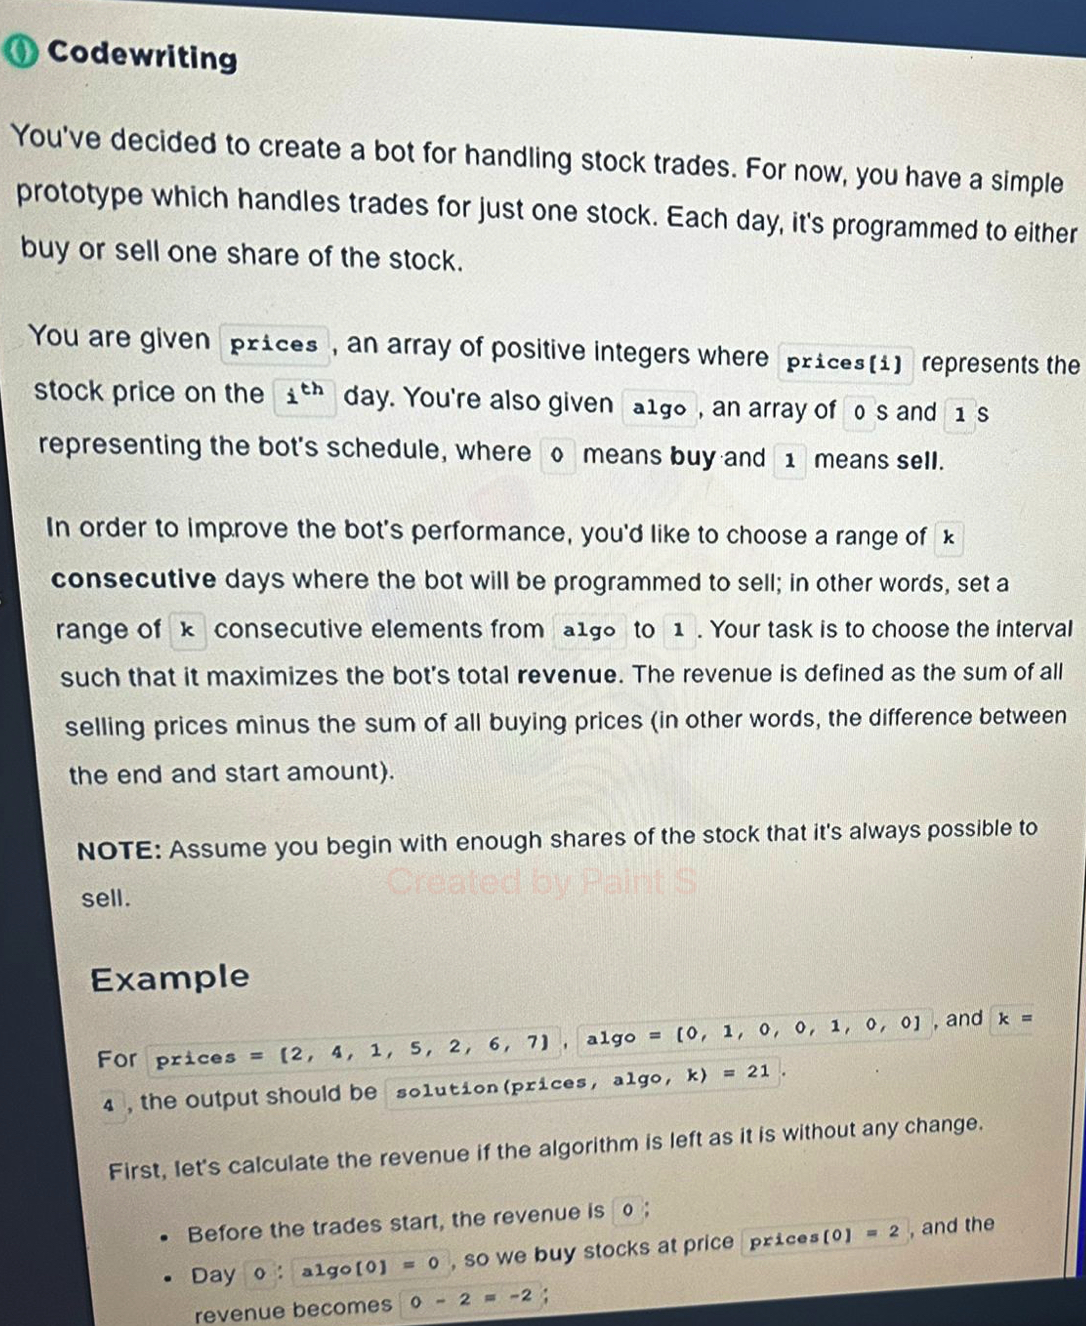 Codewriting
You've decided to create a bot for handling stock trades. For now, you have a simple
prototype which handles trades for just one stock. Each day, it's programmed to either
buy or sell one share of the stock.
You are given prices , an array of positive integers where prices[i] represents the
stock price on the ith day. You're also given algo , an array of 0 s and 1 s
representing the bot's schedule, where 0 means buy and 1 means sell.
In order to improve the bot's performance, you'd like to choose a range of k
consecutive days where the bot will be programmed to sell; in other words, set a
range of k consecutive elements from algo to 1 . Your task is to choose the interval
such that it maximizes the bot's total revenue. The revenue is defined as the sum of all
selling prices minus the sum of all buying prices (in other words, the difference between
the end and start amount).
NOTE: Assume you begin with enough shares of the stock that it's always possible to
Created by Paint S
sell.
Example
For prices = [2, 4, 1, 5, 2, 6, 7] , algo = [0, 1, 0, 0, 1, 0, 0] , and k =
4 , the output should be solution(prices, algo, k) = 21 .
First, let's calculate the revenue if the algorithm is left as it is without any change.
• Before the trades start, the revenue is 0 ;
• Day 0 : algo[0] = 0 , so we buy stocks at price prices[0] = 2 , and the
revenue becomes 0 - 2 = -2 ;